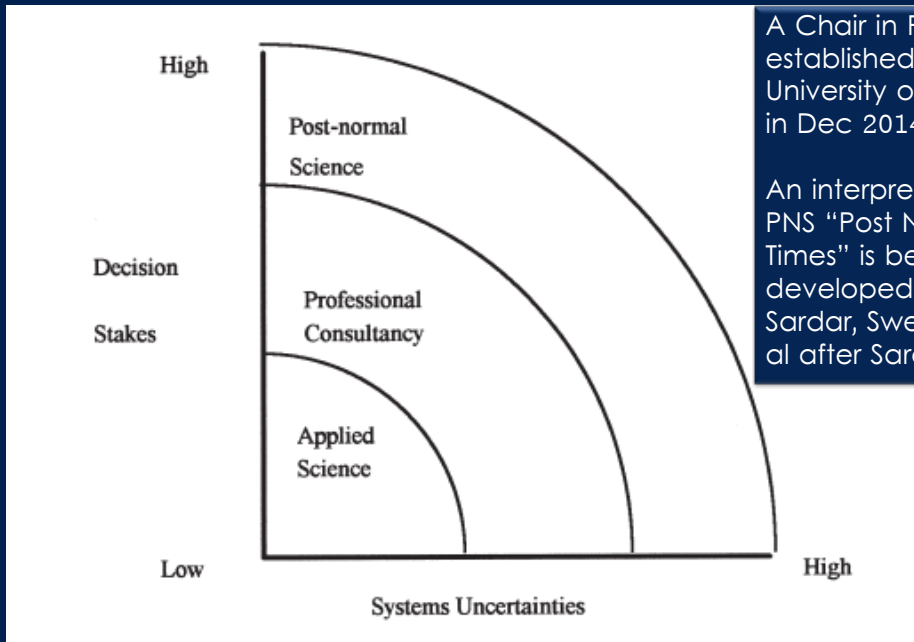 High
Post-normal
Science
Decision
Stakes
Professional
Consultancy
Applied
Science
Low
High
Systems Uncertainties
A Chair in
established
University o
in Dec 2014
An interpre
PNS “Post N
Times” is be
developed
Sardar, Swe
al after Sar